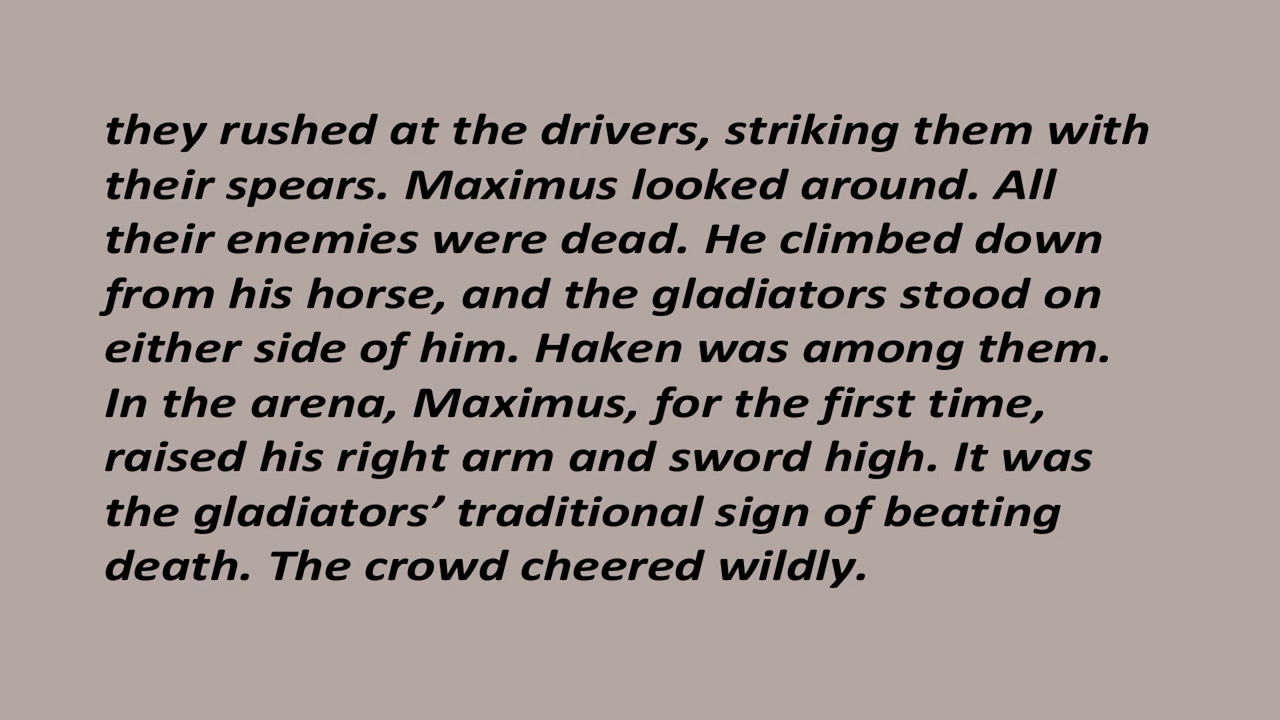 they rushed at the drivers, striking them with
their spears. Maximus looked around. All
their enemies were dead. He climbed down
from his horse, and the gladiators stood on
either side of him. Haken was among them.
In the arena, Maximus, for the first time,
raised his right arm and sword high. It was
the gladiators’ traditional sign of beating
death. The crowd cheered wildly.